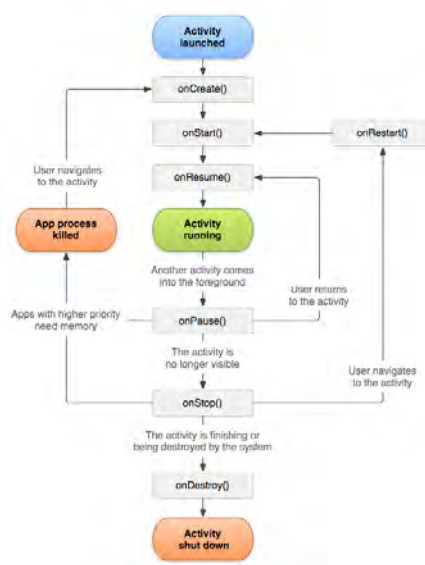 Activity
launched
onCreate()
onStart()
onRestart()
User navigates
to the activity
onResume()
App process
killed
Activity
running
Another activity comes
into the foreground
User returns
to the activity
Apps with higher priority
need memory
onPause()
The activity is
no longer visible
User navigates
to the activity
onStop()
The activity is finishing or
being destroyed by the system
onDestroy()
Activity
shut down